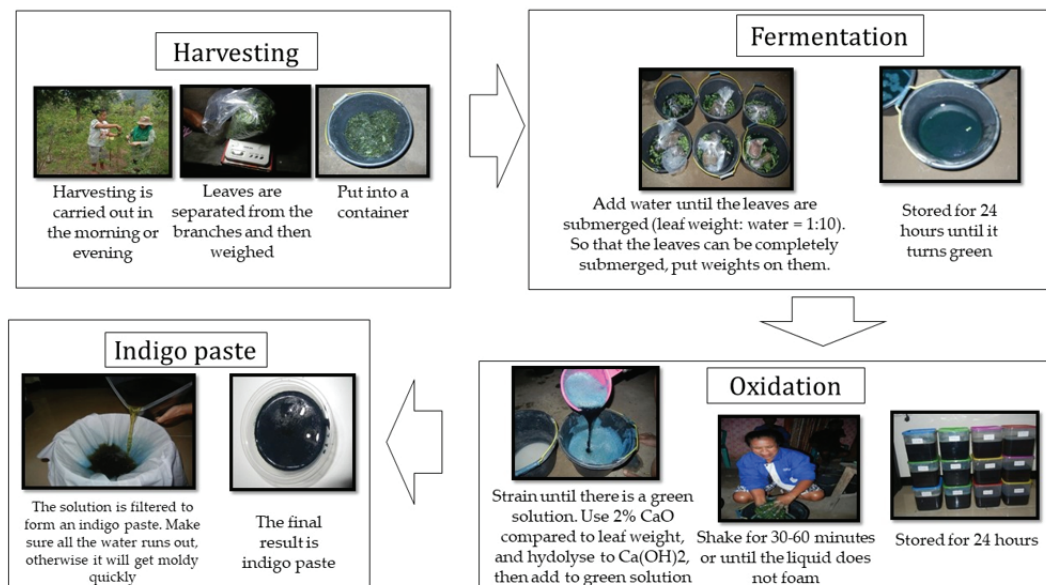 Harvesting
Harvesting is
carried out in
the morning or
evening
Leaves are
separated from the
branches and then
weighed
Put into a
container
Fermentation
Add water until the leaves are
submerged (leaf weight: water = 1:10).
So that the leaves can be completely
submerged, put weights on them.
Stored for 24
hours until it
turns green
Oxidation
Strain until there is a green
solution. Use 2% CaO
compared to leaf weight,
and hydolyse to Ca(OH)2,
then add to green solution
Shake for 30-60 minutes
or until the liquid does
not foam
Stored for 24 hours
Indigo paste
The solution is filtered to
form an indigo paste. Make
sure all the water runs out,
otherwise it will get moldy
quickly
The final
result is
indigo paste